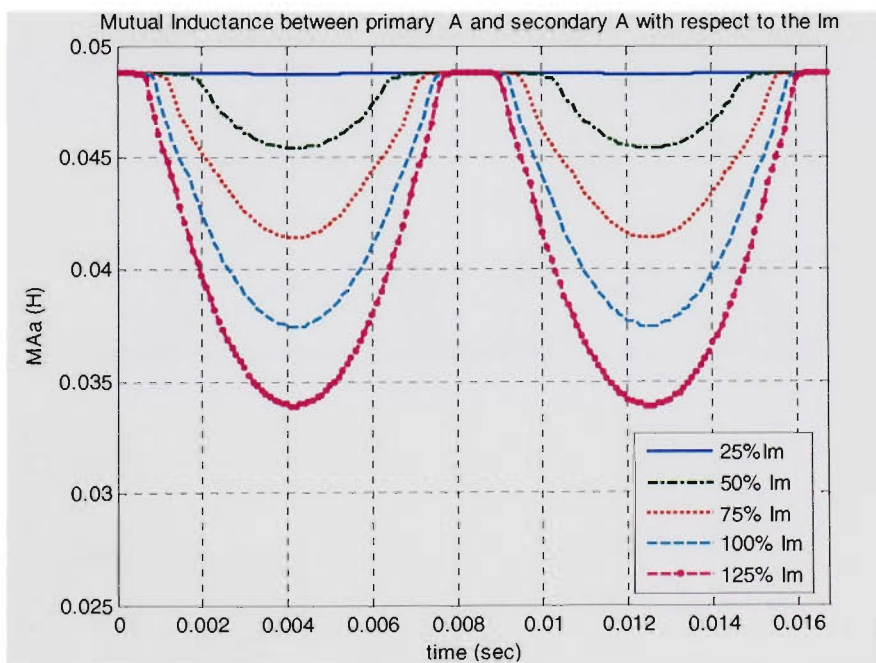 Mutual Inductance between primary A and secondary A with respect to the Im
0.05
0.045
0.04
0.035
0.03
0.025
MAa (H)
0 0.002 0.004 0.006 0.008 0.01 0.012 0.014 0.016
time (sec)
25%Im
50% Im
75% Im
100% Im
125% Im